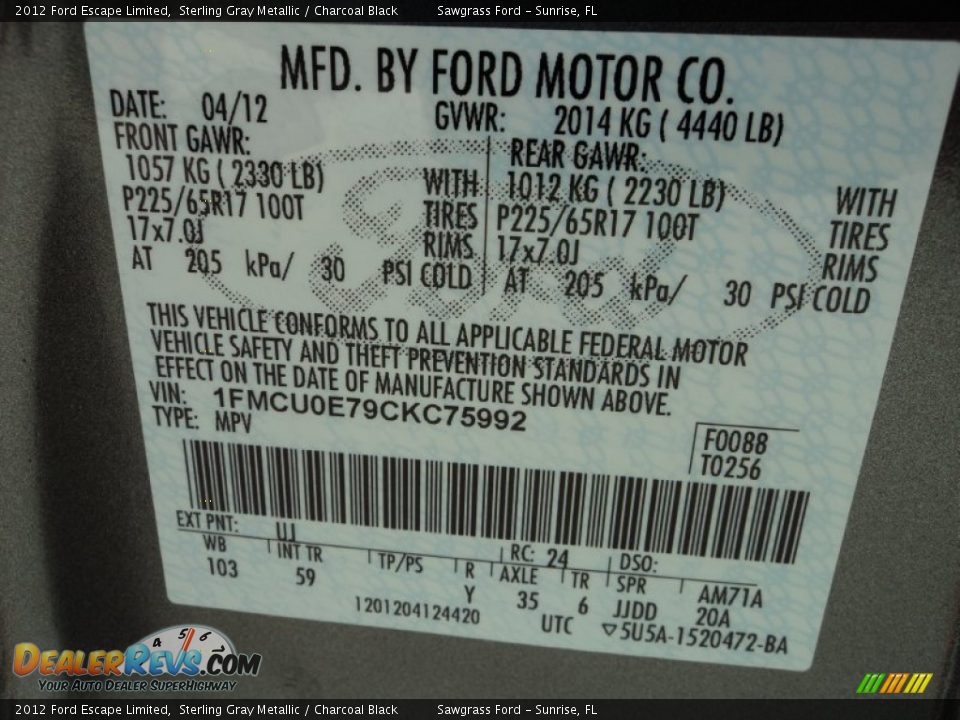 2012 Ford Escape Limited,  Sterling Gray Metallic / Charcoal Black     Sawgrass Ford - Sunrise, FL
MFD. BY FORD MOTOR CO.
DATE: 04/12 GVWR: 2014 KG ( 4440 LB)
FRONT GAWR: REAR GAWR:
1057 KG ( 2330 LB) WITH 1012 KG ( 2230 LB) WITH
P225/65R17 100T TIRES P225/65R17 100T TIRES
17x7.0J RIMS 17x7.0J RIMS
AT 205 kPa/ 30 PSI COLD AT 205 kPa/ 30 PSI COLD
Ford
THIS VEHICLE CONFORMS TO ALL APPLICABLE FEDERAL MOTOR
VEHICLE SAFETY AND THEFT PREVENTION STANDARDS IN
EFFECT ON THE DATE OF MANUFACTURE SHOWN ABOVE.
VIN: 1FMCU0E79CKC75992
TYPE: MPV
F0088
T0256
EXT PNT: UJ RC: 24 DSO:
WB INT TR TP/PS R AXLE TR SPR AM71A
103 59 Y 35 6 JJDD 20A
1201204124420 UTC ▽5U5A-1520472-BA
4 5 6
DEALERREVS.COM
YOUR AUTO DEALER SUPERHIGHWAY
2012 Ford Escape Limited,  Sterling Gray Metallic / Charcoal Black     Sawgrass Ford - Sunrise, FL